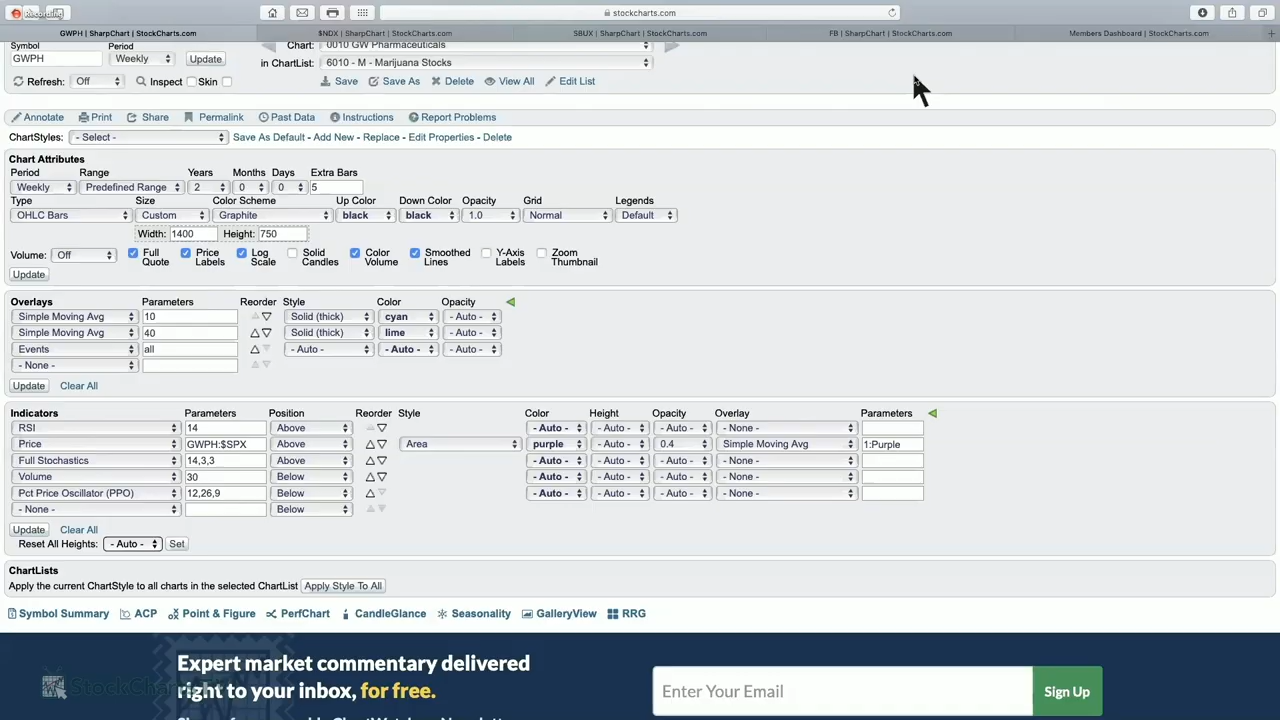 Recording
stockcharts.com
GWPH | SharpChart | StockCharts.com
$NDX | SharpChart | StockCharts.com
SBUX | SharpChart | StockCharts.com
FB | SharpChart | StockCharts.com
Members Dashboard | StockCharts.com
Symbol Period Chart: 0010 GW Pharmaceuticals
GWPH Weekly Update in ChartList: 6010 - M - Marijuana Stocks
Refresh: Off Inspect Skin Save Save As Delete View All Edit List
Annotate Print Share Permalink Past Data Instructions Report Problems
ChartStyles: - Select - Save As Default - Add New - Replace - Edit Properties - Delete
Chart Attributes
Period Range Years Months Days Extra Bars
Weekly Predefined Range 2 0 0 5
Type Size Color Scheme Up Color Down Color Opacity Grid Legends
OHLC Bars Custom Graphite black black 1.0 Normal Default
Width: 1400 Height: 750
Volume: Off Full Quote Price Labels Log Scale Solid Candles Color Volume Smoothed Lines Y-Axis Labels Zoom Thumbnail
Update
Overlays Parameters Reorder Style Color Opacity
Simple Moving Avg 10 Solid (thick) cyan - Auto -
Simple Moving Avg 40 Solid (thick) lime - Auto -
Events all - Auto - - Auto - - Auto -
- None -
Update Clear All
Indicators Parameters Position Reorder Style Color Height Opacity Overlay Parameters
RSI 14 Above - Auto - - Auto - - Auto - - None -
Price GWPH:$SPX Above Area purple - Auto - 0.4 Simple Moving Avg 1:Purple
Full Stochastics 14,3,3 Above - Auto - - Auto - - Auto - - None -
Volume 30 Below - Auto - - Auto - - Auto - - None -
Pct Price Oscillator (PPO) 12,26,9 Below - Auto - - Auto - - Auto - - None -
- None - Below
Update Clear All
Reset All Heights: - Auto - Set
ChartLists
Apply the current ChartStyle to all charts in the selected ChartList Apply Style To All
Symbol Summary ACP Point & Figure PerfChart CandleGlance Seasonality GalleryView RRG
Expert market commentary delivered
right to your inbox, for free.
Enter Your Email Sign Up